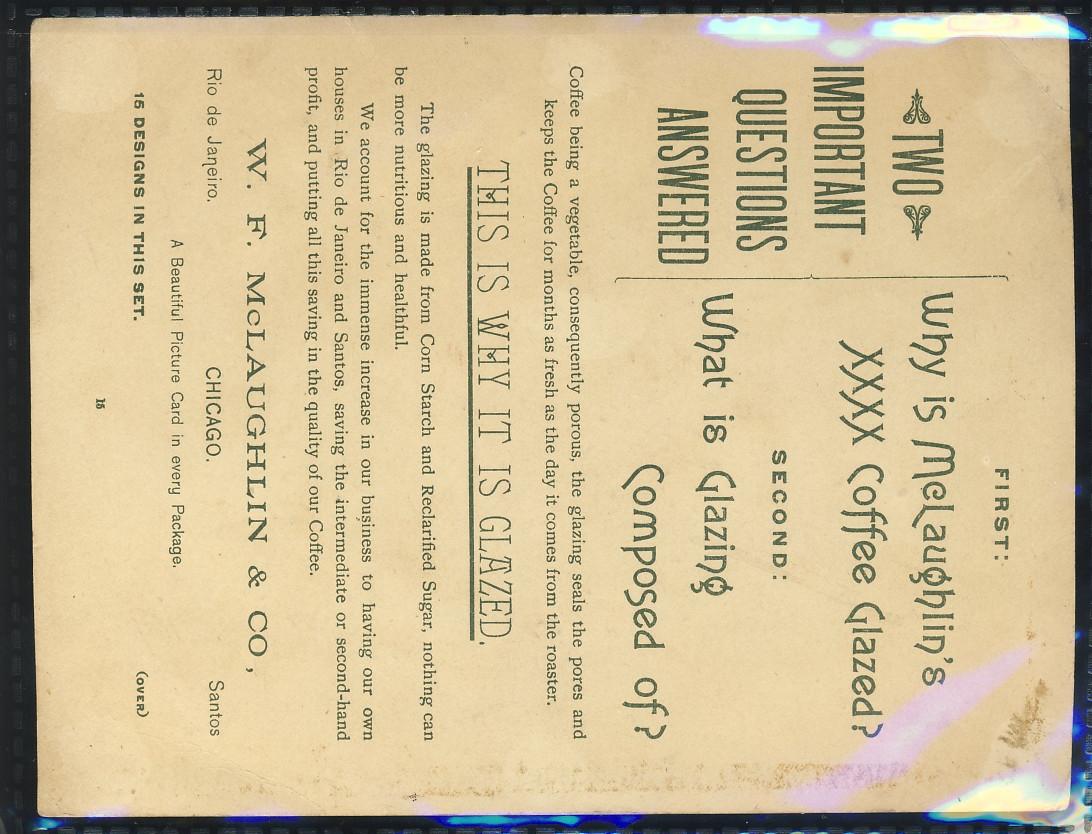 TWO
IMPORTANT
QUESTIONS
ANSWERED
FIRST:
Why is McLaughlin's
XXXX Coffee Glazed?
SECOND:
What is Glazing
Composed of?
Coffee being a vegetable, consequently porous, the glazing seals the pores and
keeps the Coffee for months as fresh as the day it comes from the roaster.
THIS IS WHY IT IS GLAZED.
The glazing is made from Corn Starch and Reclarified Sugar, nothing can
be more nutritious and healthful.
We account for the immense increase in our business to having our own
houses in Rio de Janeiro and Santos, saving the intermediate or second-hand
profit, and putting all this saving in the quality of our Coffee.
W. F. McLAUGHLIN & CO,
Rio de Janeiro. CHICAGO. Santos
A Beautiful Picture Card in every Package.
15 DESIGNS IN THIS SET. (OVER)
15